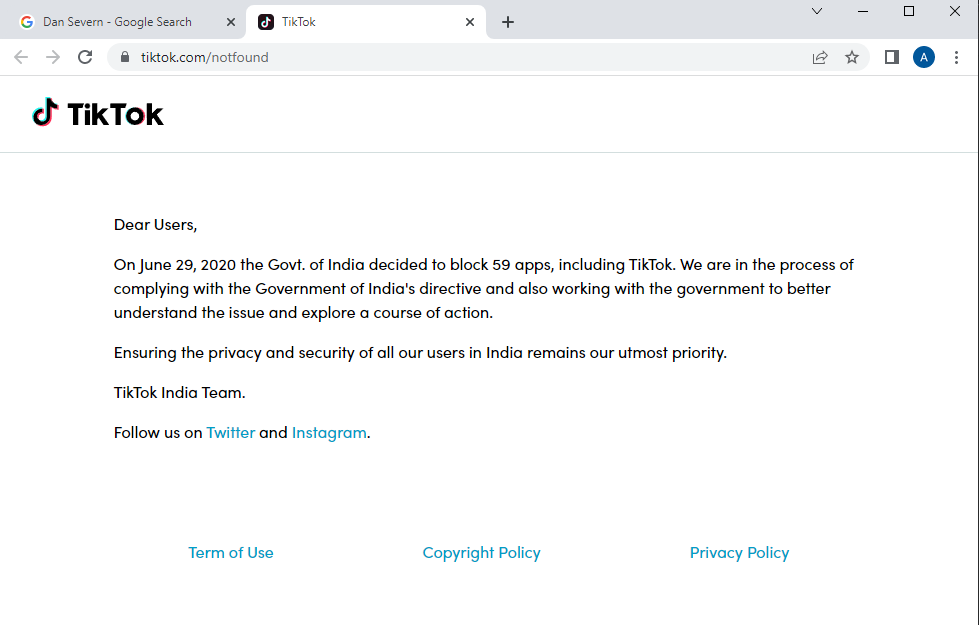 Dan Severn - Google Search
TikTok
tiktok.com/notfound
A
TikTok
Dear Users,
On June 29, 2020 the Govt. of India decided to block 59 apps, including TikTok. We are in the process of
complying with the Government of India's directive and also working with the government to better
understand the issue and explore a course of action.
Ensuring the privacy and security of all our users in India remains our utmost priority.
TikTok India Team.
Follow us on Twitter and Instagram.
Term of Use
Copyright Policy
Privacy Policy